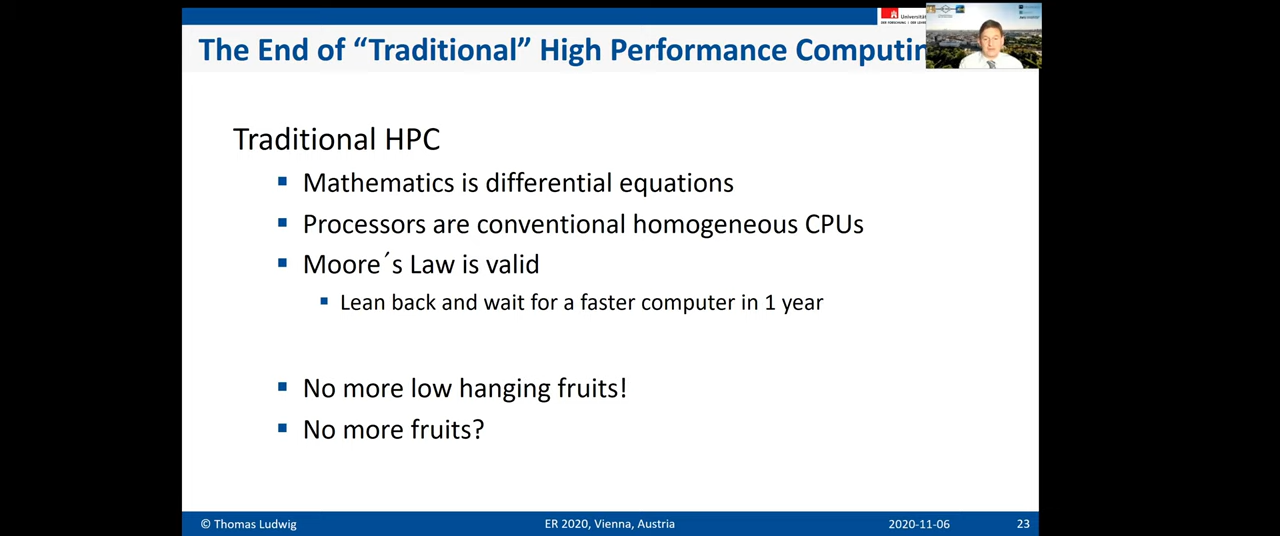 Universität
The End of “Traditional” High Performance Computin
Traditional HPC
▪ Mathematics is differential equations
▪ Processors are conventional homogeneous CPUs
▪ Moore´s Law is valid
▪ Lean back and wait for a faster computer in 1 year
▪ No more low hanging fruits!
▪ No more fruits?
© Thomas Ludwig ER 2020, Vienna, Austria 2020-11-06 23